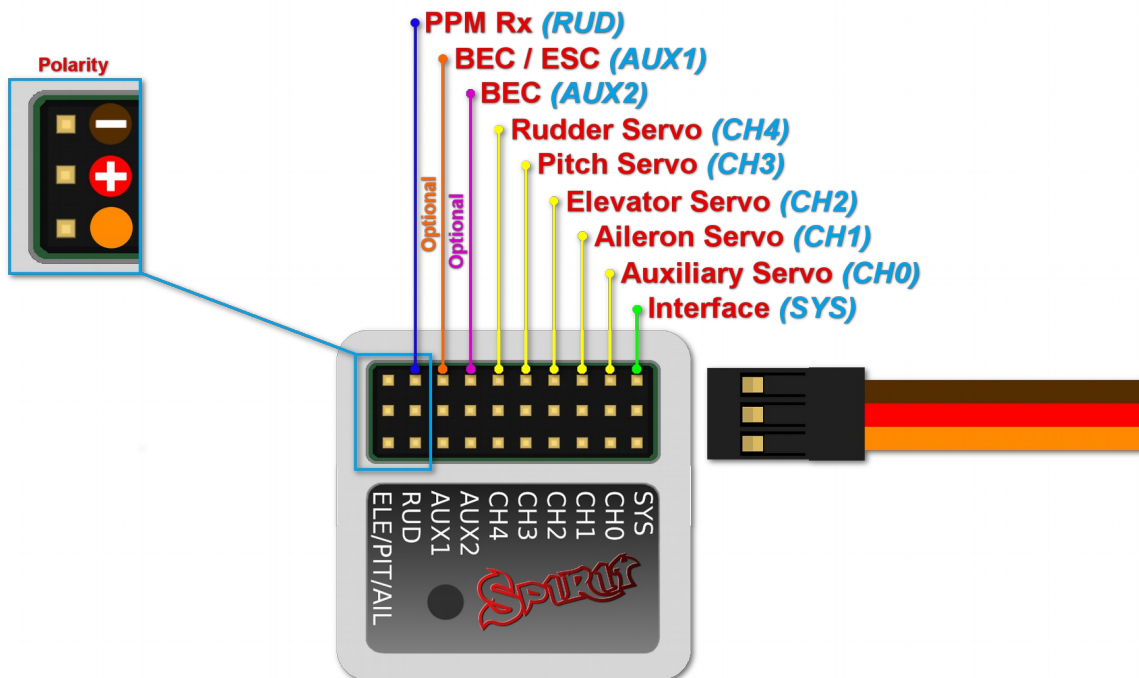 PPM Rx (RUD)
BEC / ESC (AUX1)
BEC (AUX2)
Rudder Servo (CH4)
Pitch Servo (CH3)
Elevator Servo (CH2)
Aileron Servo (CH1)
Auxiliary Servo (CH0)
Interface (SYS)
Polarity
Optional
Optional
ELE/PIT/AIL
RUD
AUX1
AUX2
CH4
CH3
CH2
CH1
CH0
SYS
SPIRIT